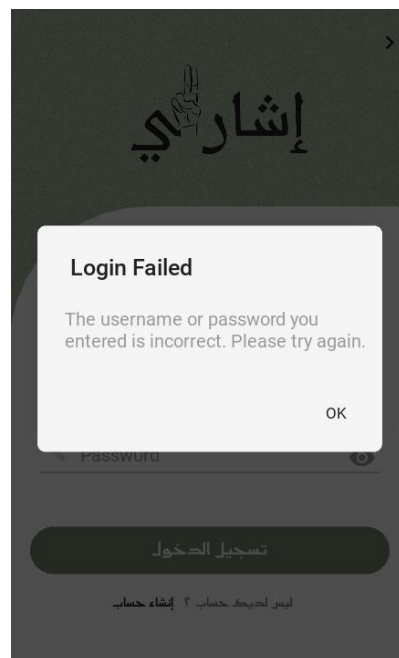 إشارتي
Login Failed
The username or password you
entered is incorrect. Please try again.
OK
Password
تسجيل الدخول
ليس لديك حساب ؟ إنشاء حساب